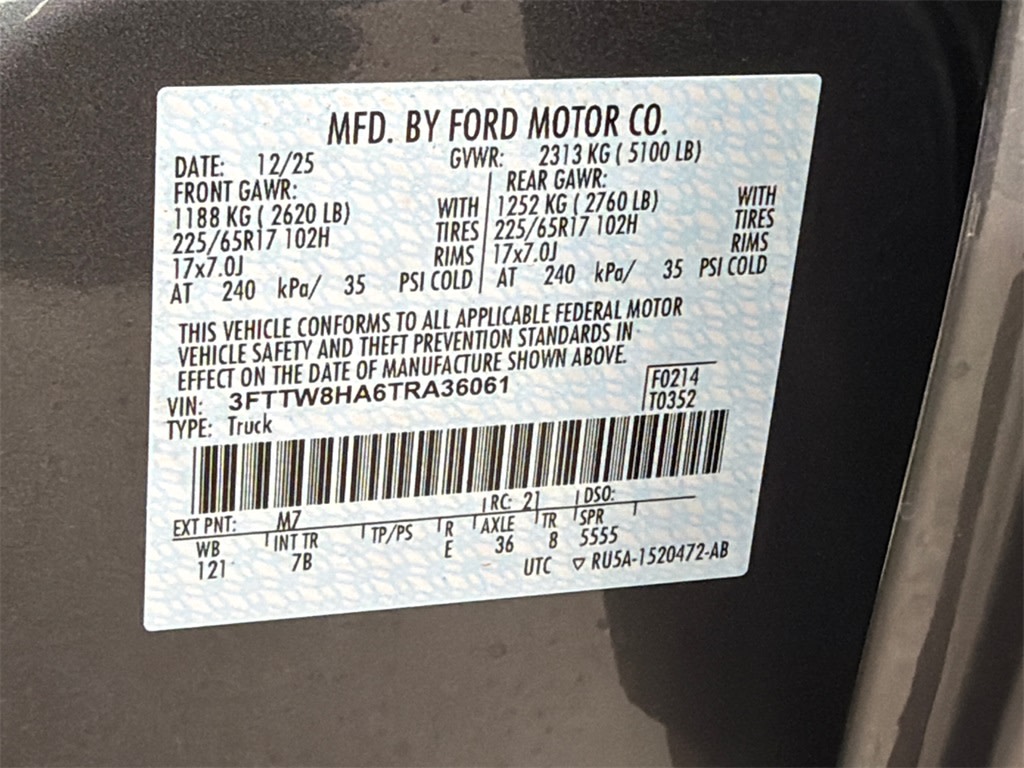 MFD. BY FORD MOTOR CO.
DATE: 12/25 GVWR: 2313 KG ( 5100 LB)
FRONT GAWR: REAR GAWR:
1188 KG ( 2620 LB) WITH 1252 KG ( 2760 LB) WITH
225/65R17 102H TIRES 225/65R17 102H TIRES
17x7.0J RIMS 17x7.0J RIMS
AT 240 kPa/ 35 PSI COLD AT 240 kPa/ 35 PSI COLD
THIS VEHICLE CONFORMS TO ALL APPLICABLE FEDERAL MOTOR
VEHICLE SAFETY AND THEFT PREVENTION STANDARDS IN
EFFECT ON THE DATE OF MANUFACTURE SHOWN ABOVE.
VIN: 3FTTW8HA6TRA36061 F0214
TYPE: Truck T0352
EXT PNT: M7 RC: 21 DSO:
WB INT TR TP/PS R AXLE TR SPR
121 7B E 36 8 5555
UTC ▽ RU5A-1520472-AB